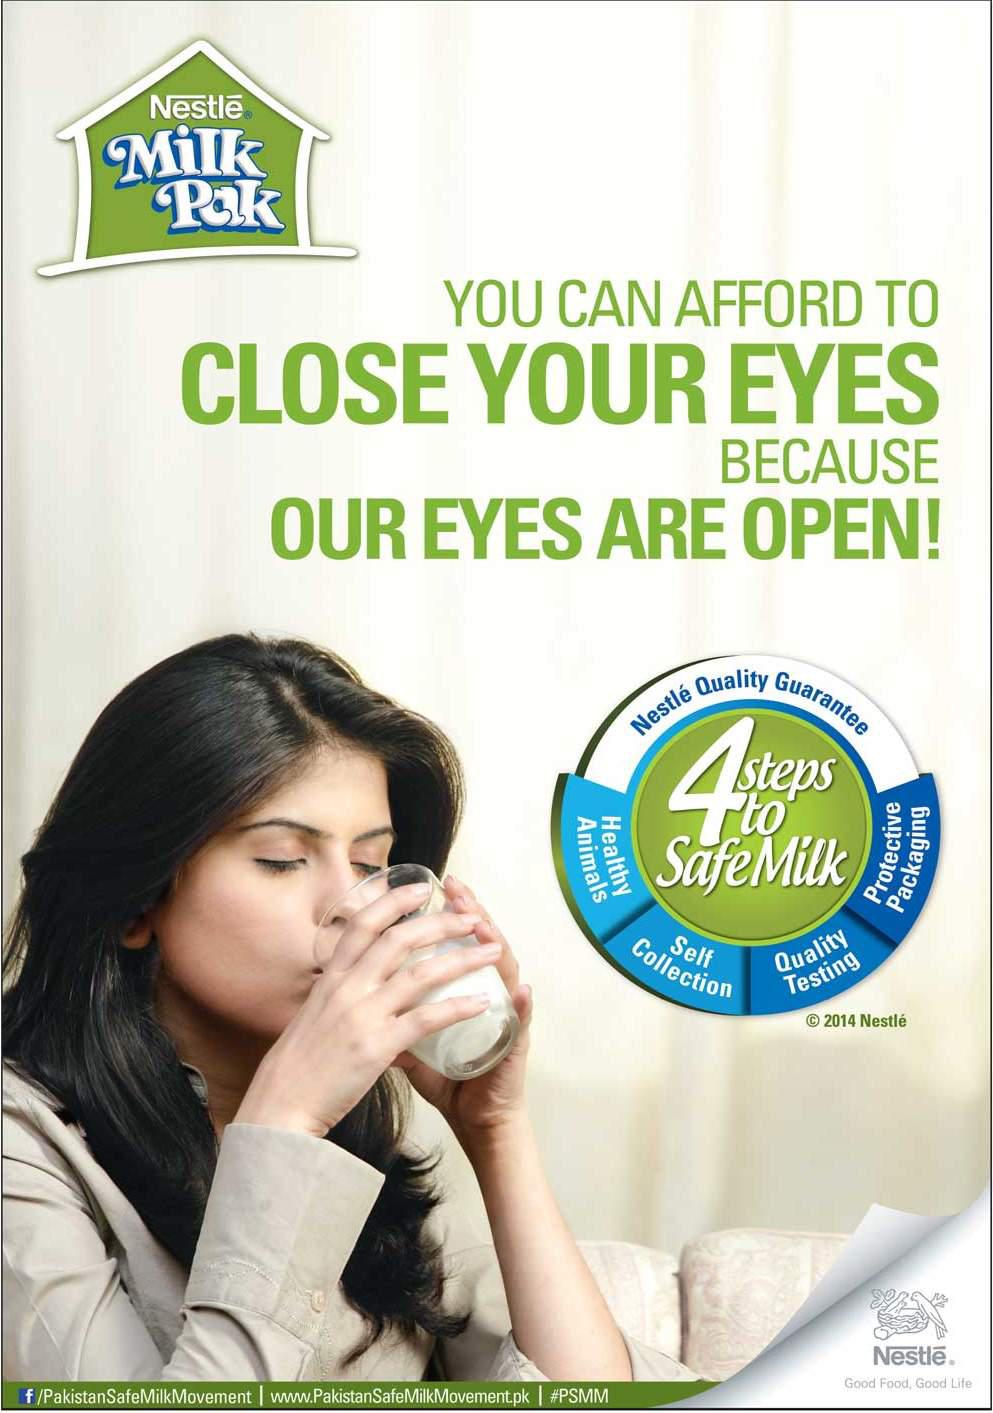 Nestlé®
Milk
Pak
YOU CAN AFFORD TO
CLOSE YOUR EYES
BECAUSE
OUR EYES ARE OPEN!
Nestlé Quality Guarantee
4 steps
to
Safe Milk
Healthy
Animals
Self
Collection
Quality
Testing
Protective
Packaging
© 2014 Nestlé
Nestlé®
Good Food, Good Life
f /PakistanSafeMilkMovement | www.PakistanSafeMilkMovement.pk | #PSMM